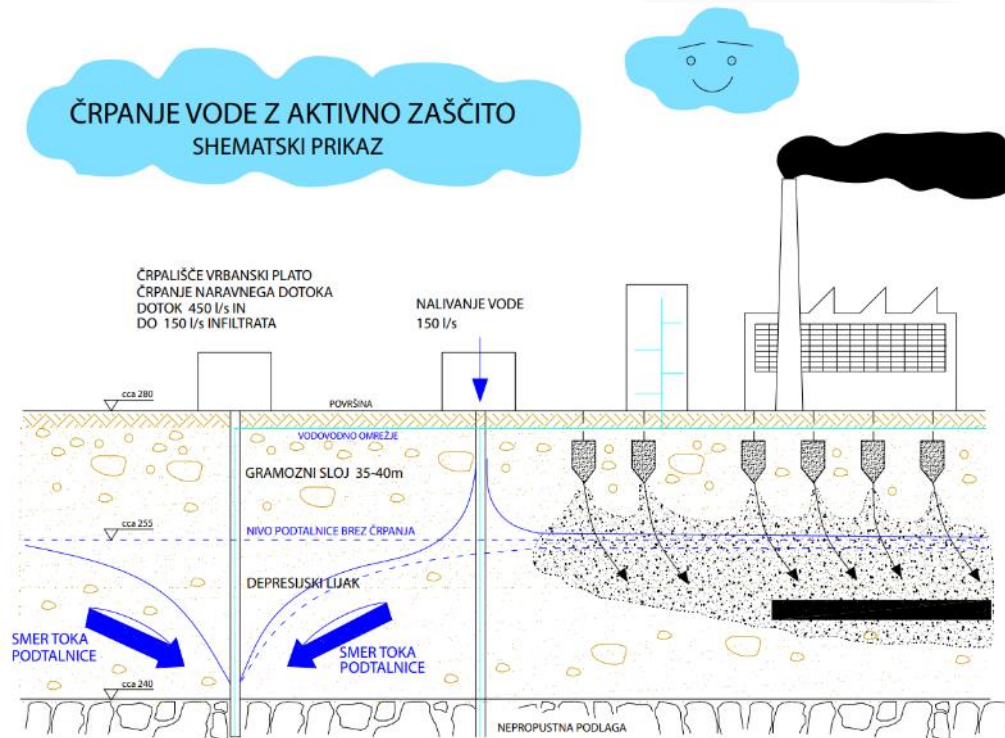 ČRPANJE VODE Z AKTIVNO ZAŠČITO
SHEMATSKI PRIKAZ
ČRPALIŠČE VRBANSKI PLATO
ČRPANJE NARAVNEGA DOTOKA
DOTOK 450 l/s IN
DO 150 l/s INFILTRATA
NALIVANJE VODE
150 l/s
cca 280
POVRŠINA
VODOVODNO OMREŽJE
GRAMOZNI SLOJ 35-40m
cca 255
NIVO PODTALNICE BREZ ČRPANJA
DEPRESIJSKI LIJAK
SMER TOKA
PODTALNICE
SMER TOKA
PODTALNICE
cca 240
NEPROPUSTNA PODLAGA